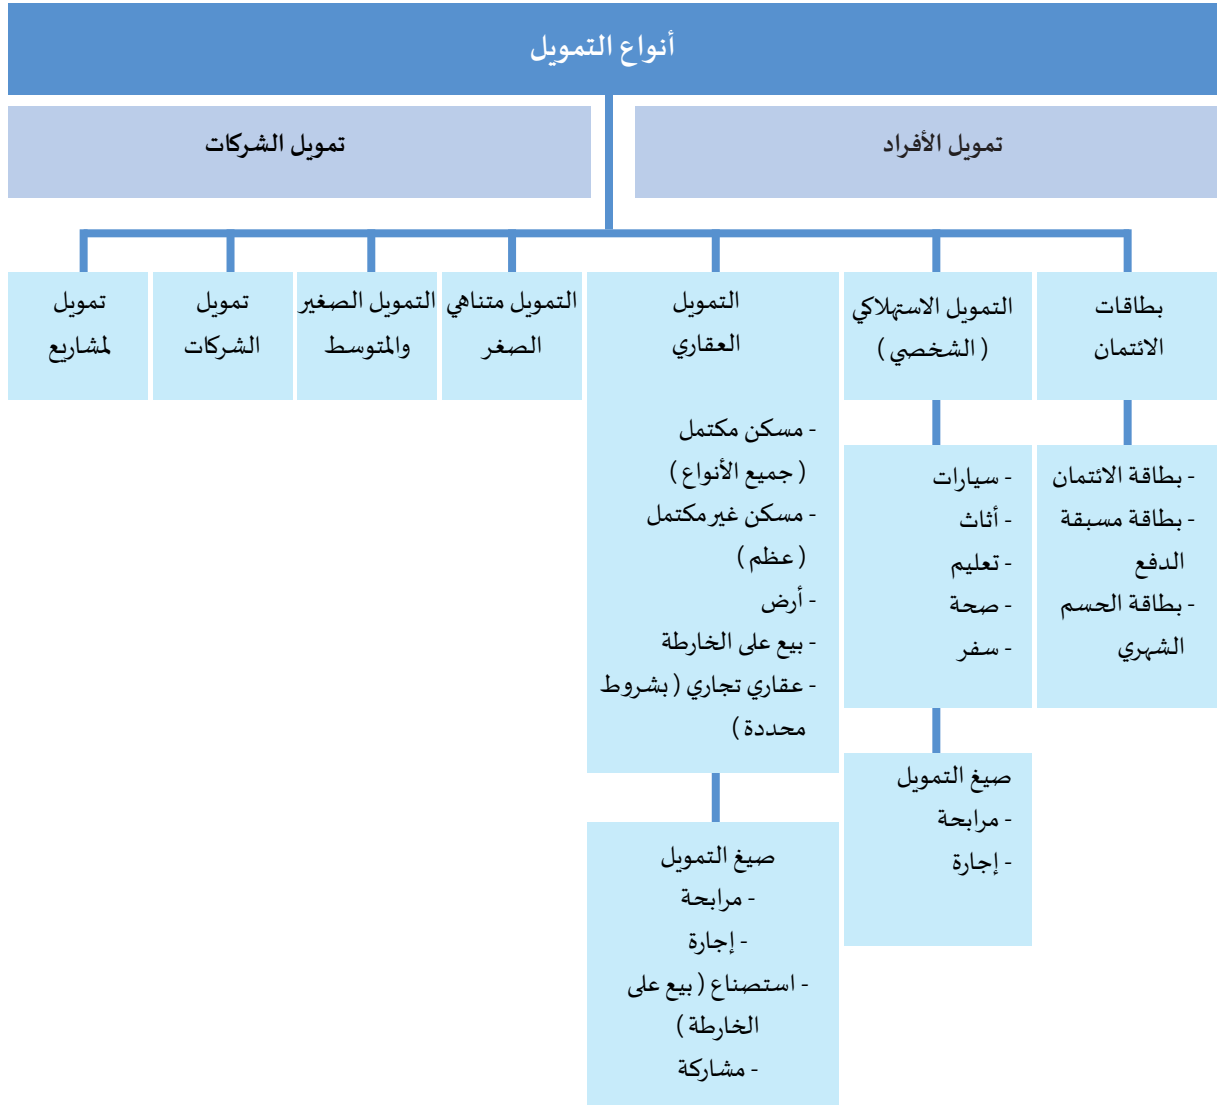 أنواع التمويل
تمويل الأفراد
تمويل الشركات
بطاقات
الائتمان
التمويل الاستهلاكي
(الشخصي)
التمويل
العقاري
التمويل متناهي
الصغر
التمويل الصغير
والمتوسط
تمويل
الشركات
تمويل
لمشاريع
- بطاقة الائتمان
- بطاقة مسبقة
الدفع
- بطاقة الحسم
الشهري
- سيارات
- أثاث
- تعليم
- صحة
- سفر
صيغ التمويل
- مرابحة
- إجارة
- مسكن مكتمل
(جميع الأنواع)
- مسكن غير مكتمل
(عظم)
- أرض
- بيع على الخارطة
- عقاري تجاري (بشروط
محددة)
صيغ التمويل
- مرابحة
- إجارة
- استصناع (بيع على
الخارطة)
- مشاركة